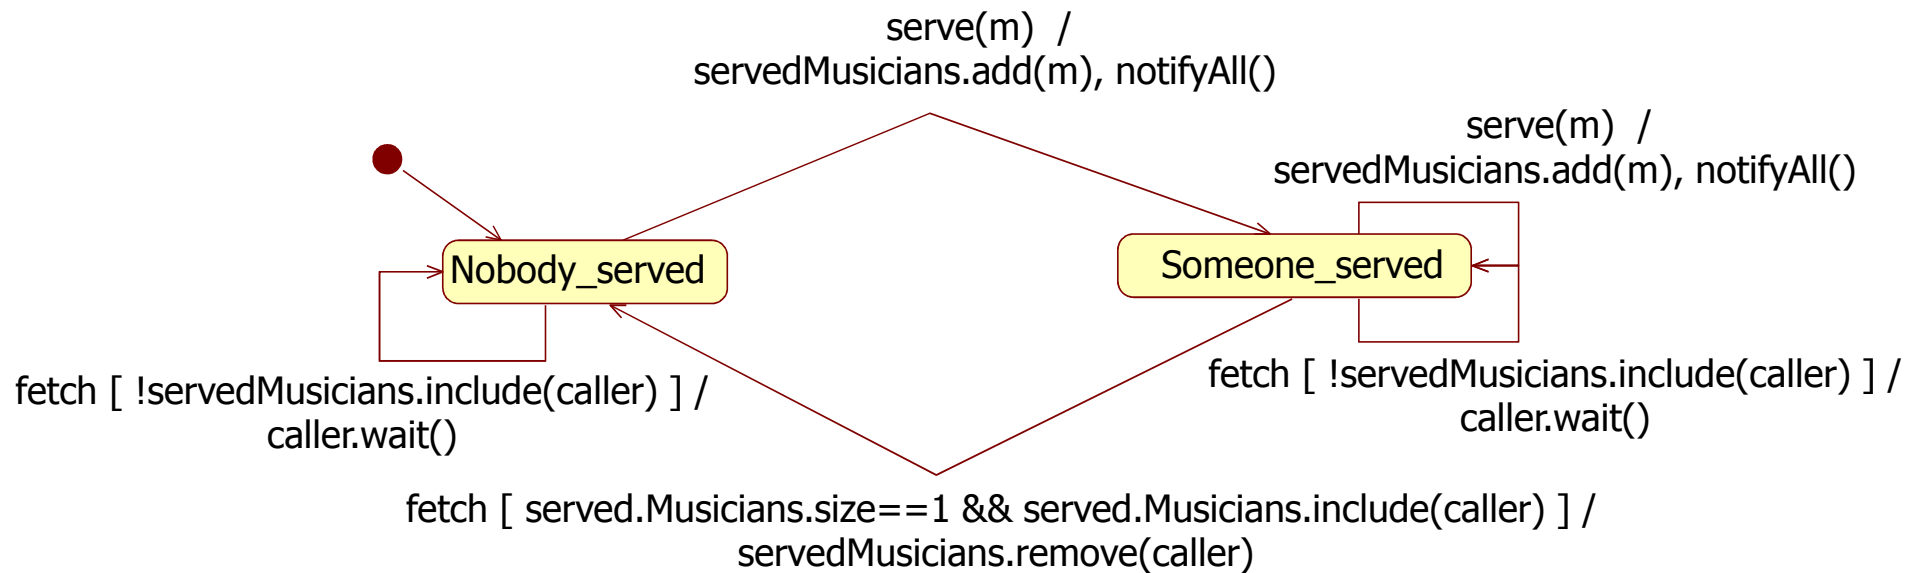 serve(m) /
servedMusicians.add(m), notifyAll()
serve(m) /
servedMusicians.add(m), notifyAll()
Nobody_served
Someone_served
fetch [ !servedMusicians.include(caller) ] /
caller.wait()
fetch [ !servedMusicians.include(caller) ] /
caller.wait()
fetch [ served.Musicians.size==1 && served.Musicians.include(caller) ] /
servedMusicians.remove(caller)